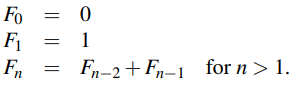 F₀ = 0
F₁ = 1
Fₙ = Fₙ₋₂ + Fₙ₋₁ for n > 1.